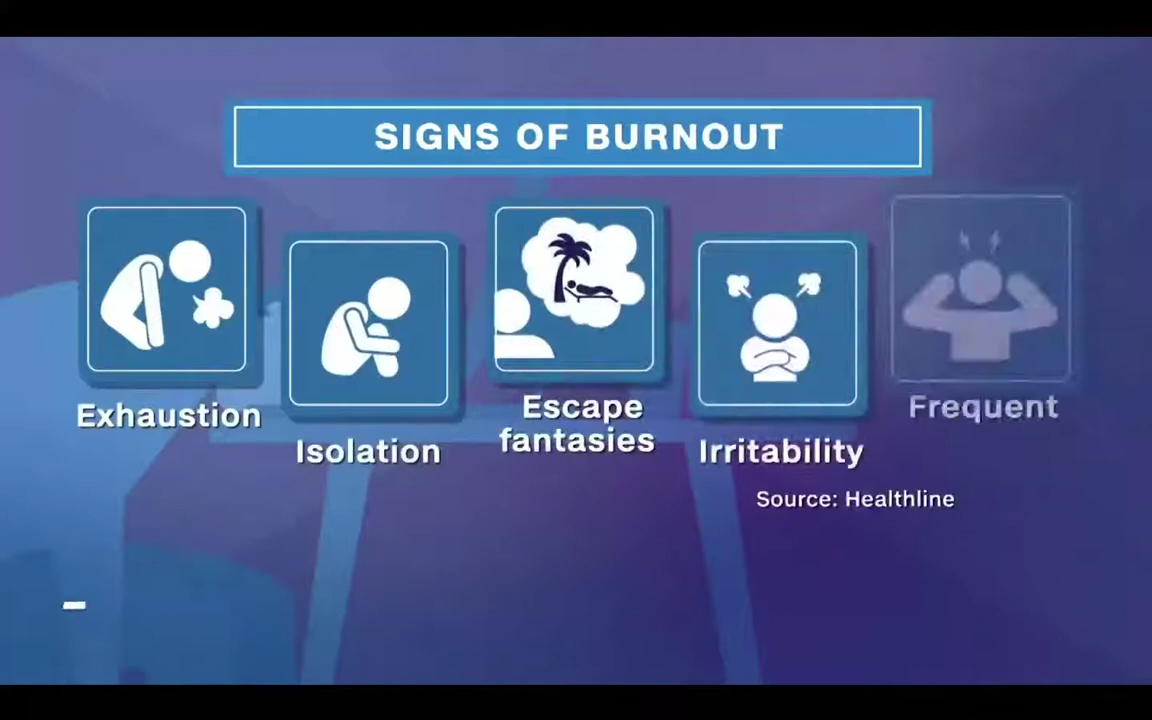 SIGNS OF BURNOUT
Exhaustion
Isolation
Escape
fantasies
Irritability
Frequent
Source: Healthline